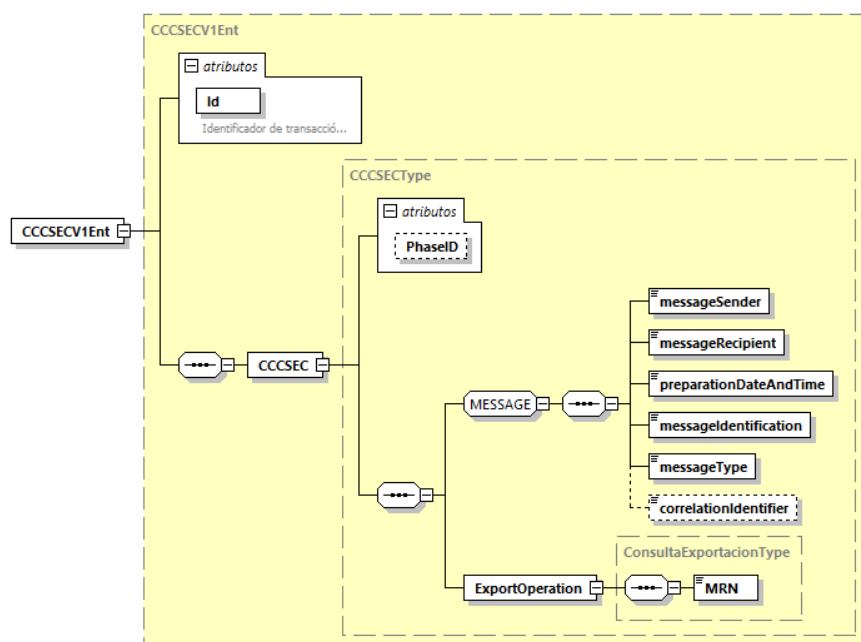 CCCSECV1Ent
atributos
Id
Identificador de transacció...
CCCSECType
atributos
PhaseID
CCCSECV1Ent
messageSender
messageRecipient
CCCSEC
preparationDateAndTime
MESSAGE
messageIdentification
messageType
correlationIdentifier
ConsultaExportacionType
ExportOperation
MRN